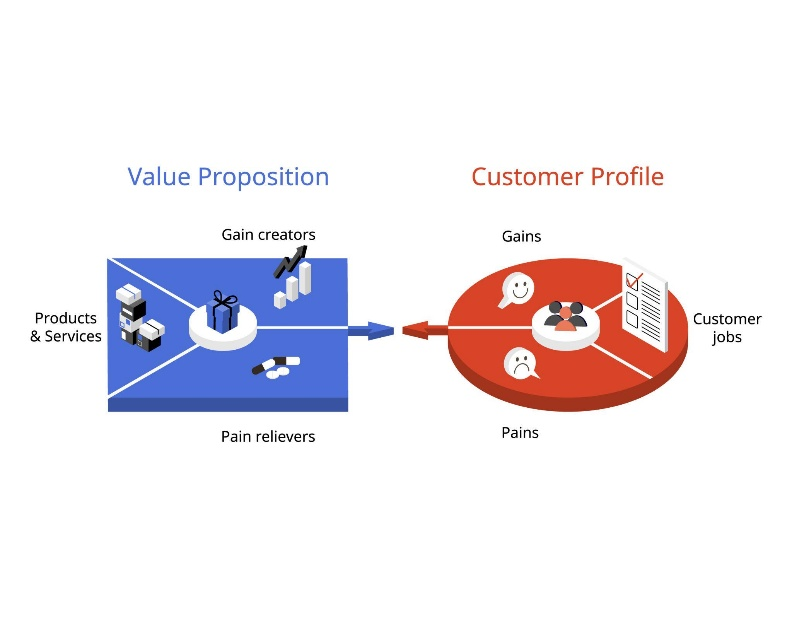 Value Proposition
Customer Profile
Gain creators
Gains
Products
& Services
Customer
jobs
Pain relievers
Pains